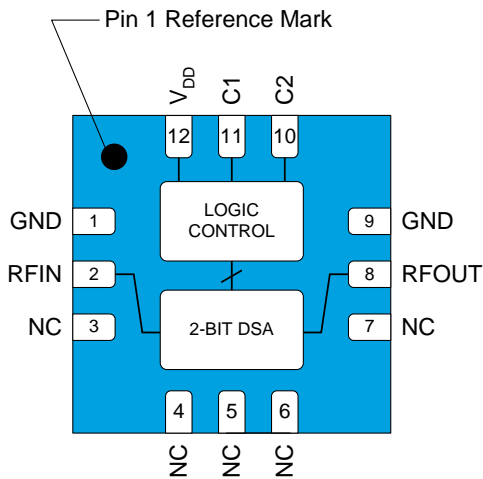 Pin 1 Reference Mark
VDD C1 C2
12 11 10
GND 1 LOGIC CONTROL 9 GND
RFIN 2 8 RFOUT
NC 3 2-BIT DSA 7 NC
4 5 6
NC NC NC